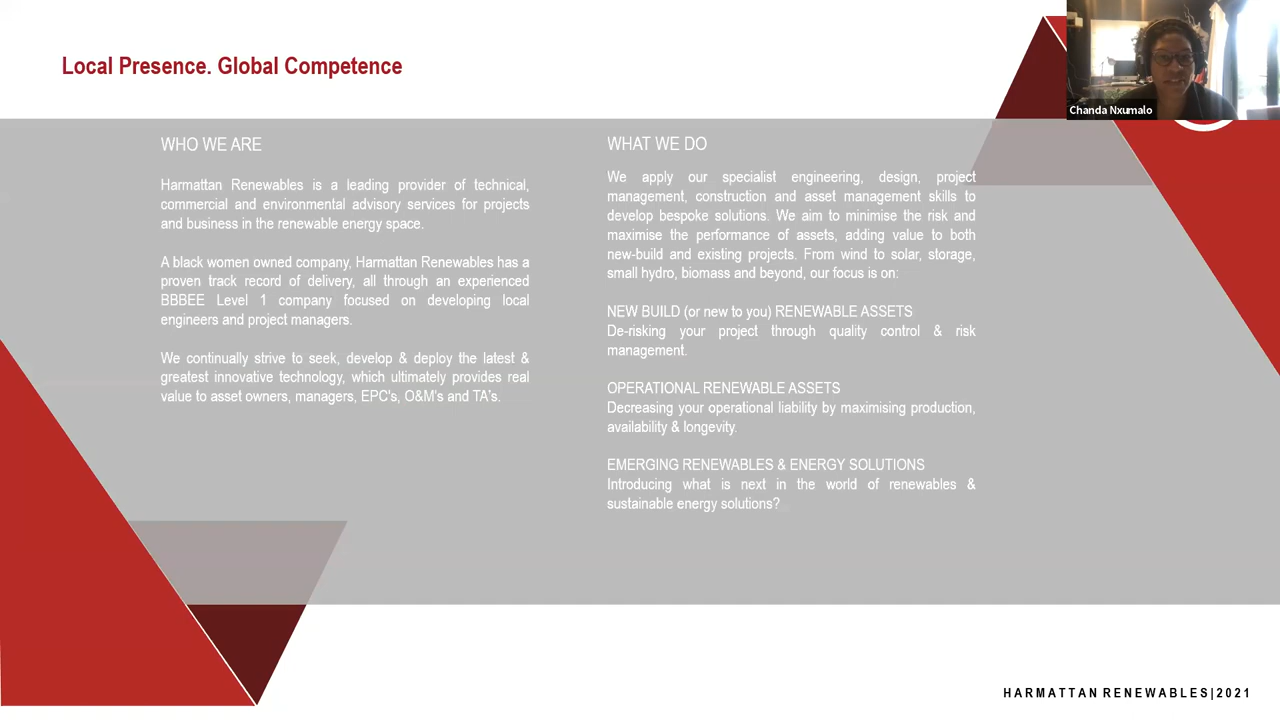 Local Presence. Global Competence
Chanda Nxumalo
WHO WE ARE
Harmattan Renewables is a leading provider of technical,
commercial and environmental advisory services for projects
and business in the renewable energy space.
A black women owned company, Harmattan Renewables has a
proven track record of delivery, all through an experienced
BBBEE Level 1 company focused on developing local
engineers and project managers.
We continually strive to seek, develop & deploy the latest &
greatest innovative technology, which ultimately provides real
value to asset owners, managers, EPC's, O&M's and TA's.
WHAT WE DO
We apply our specialist engineering, design, project
management, construction and asset management skills to
develop bespoke solutions. We aim to minimise the risk and
maximise the performance of assets, adding value to both
new-build and existing projects. From wind to solar, storage,
small hydro, biomass and beyond, our focus is on:
NEW BUILD (or new to you) RENEWABLE ASSETS
De-risking your project through quality control & risk
management.
OPERATIONAL RENEWABLE ASSETS
Decreasing your operational liability by maximising production,
availability & longevity.
EMERGING RENEWABLES & ENERGY SOLUTIONS
Introducing what is next in the world of renewables &
sustainable energy solutions?
HARMATTAN RENEWABLES|2021